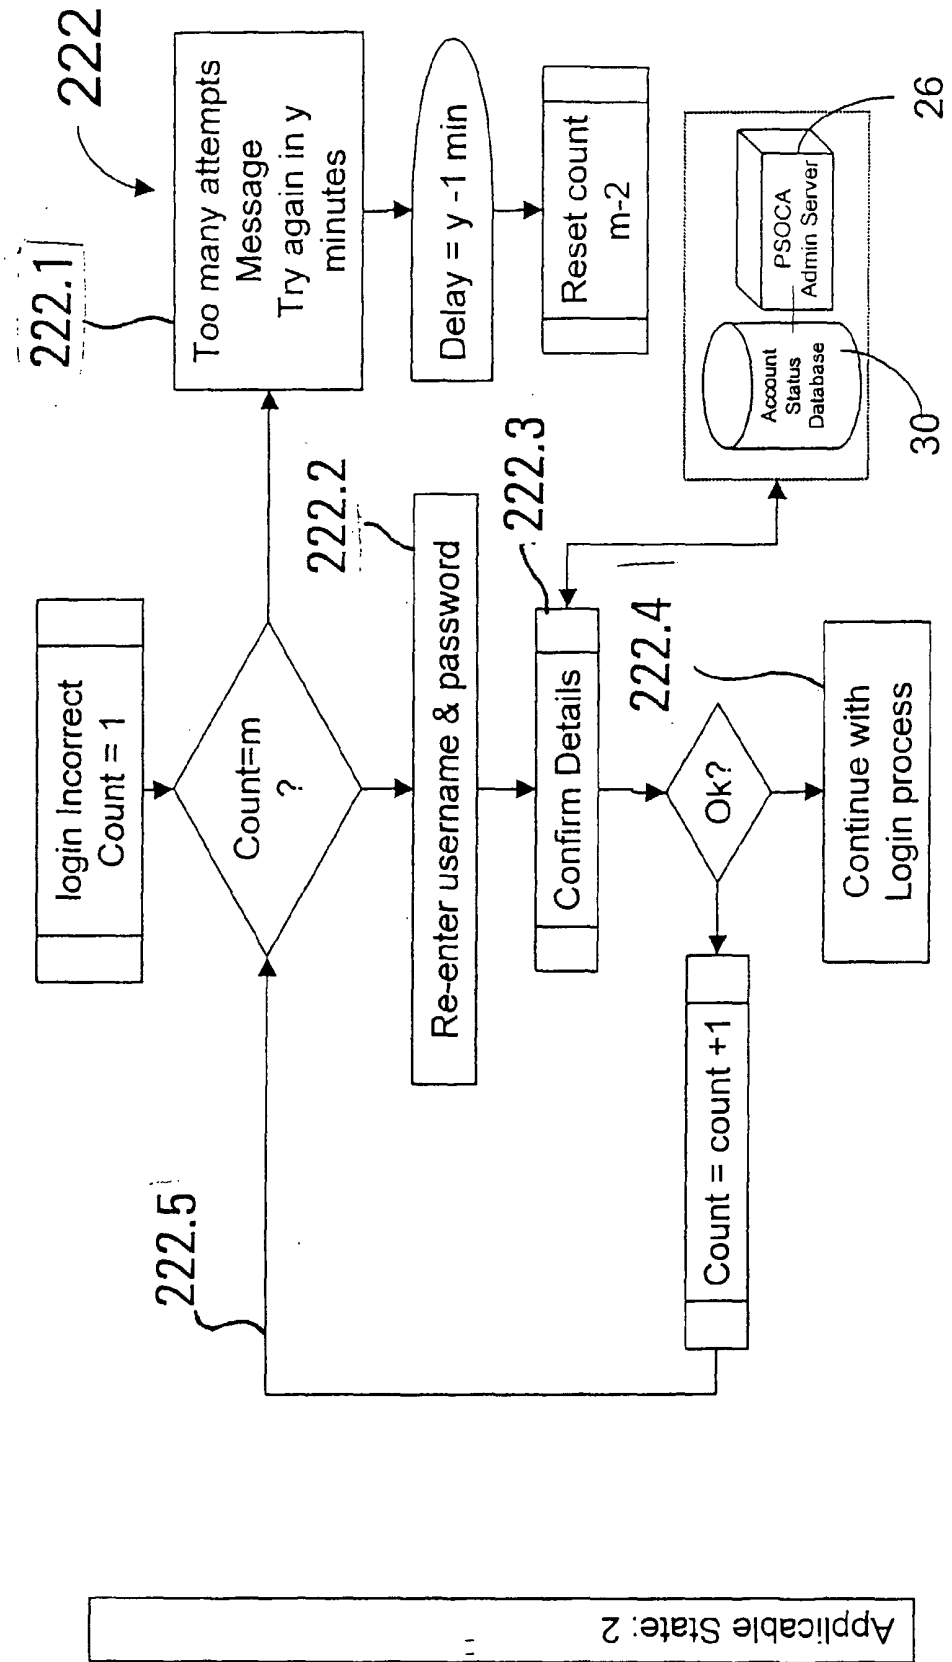 222
222.1
login Incorrect
Count = 1
Count=m
?
Too many attempts
Message
Try again in y
minutes
Delay = y -1 min
Reset count
m-2
222.5
222.2
Re-enter username & password
222.3
Confirm Details
Account
Status
Database
PSOCA
Admin Server
26
30
Ok?
222.4
Count = count +1
Continue with
Login process
Applicable State: 2